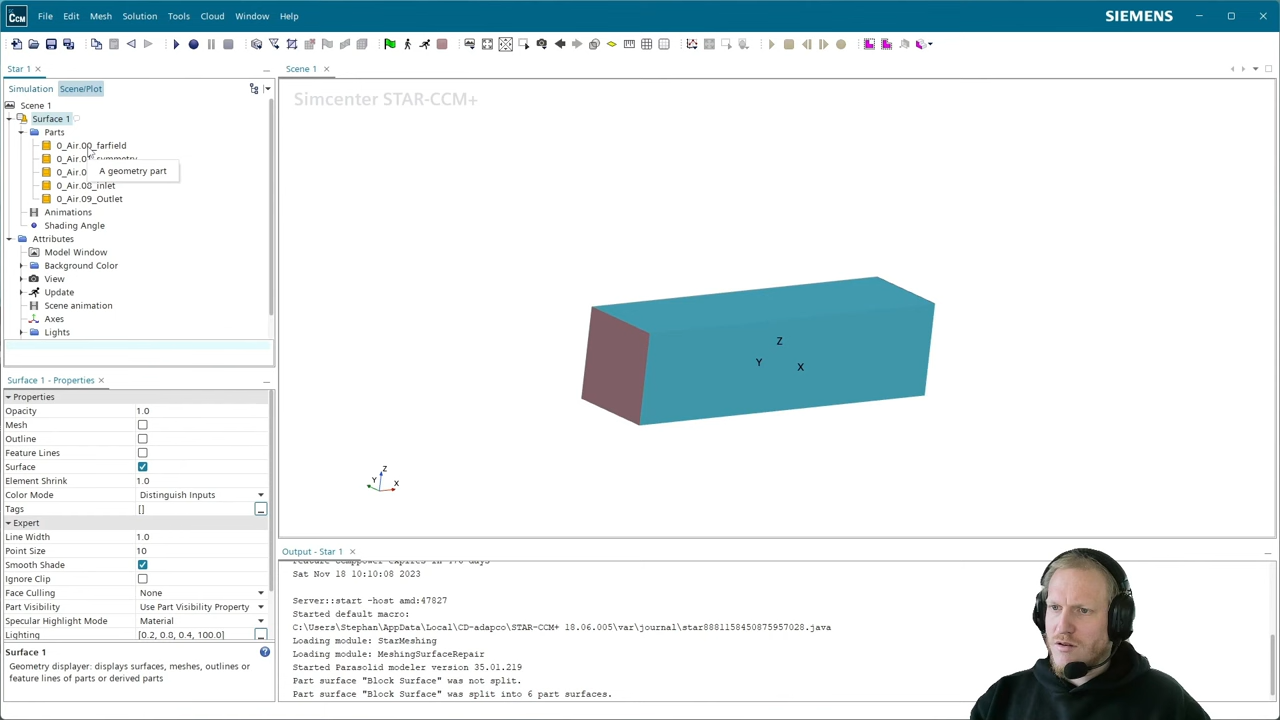 CCM File Edit Mesh Solution Tools Cloud Window Help SIEMENS
Star 1 Scene 1
Simulation Scene/Plot
Simcenter STAR-CCM+
Scene 1
Surface 1
Parts
0_Air.00_farfield
A geometry part
0_Air.08_inlet
0_Air.09_Outlet
Animations
Shading Angle
Attributes
Model Window
Background Color
View
Update
Scene animation
Axes
Lights
Z
Y
X
Z
Y
X
Surface 1 - Properties
Properties
Opacity 1.0
Mesh
Outline
Feature Lines
Surface
Element Shrink 1.0
Color Mode Distinguish Inputs
Tags []
Expert
Line Width 1.0
Point Size 10
Smooth Shade
Ignore Clip
Face Culling None
Part Visibility Use Part Visibility Property
Specular Highlight Mode Material
Lighting [0.2, 0.8, 0.4, 100.0]
Surface 1
Geometry displayer: displays surfaces, meshes, outlines or
feature lines of parts or derived parts
Output - Star 1
Sat Nov 18 10:10:08 2023
Server::start -host amd:47827
Started default macro:
C:\Users\Stephan\AppData\Local\CD-adapco\STAR-CCM+ 18.06.005\var\journal\star8881158450875957028.java
Loading module: StarMeshing
Loading module: MeshingSurfaceRepair
Started Parasolid modeler version 35.01.219
Part surface "Block Surface" was not split.
Part surface "Block Surface" was split into 6 part surfaces.